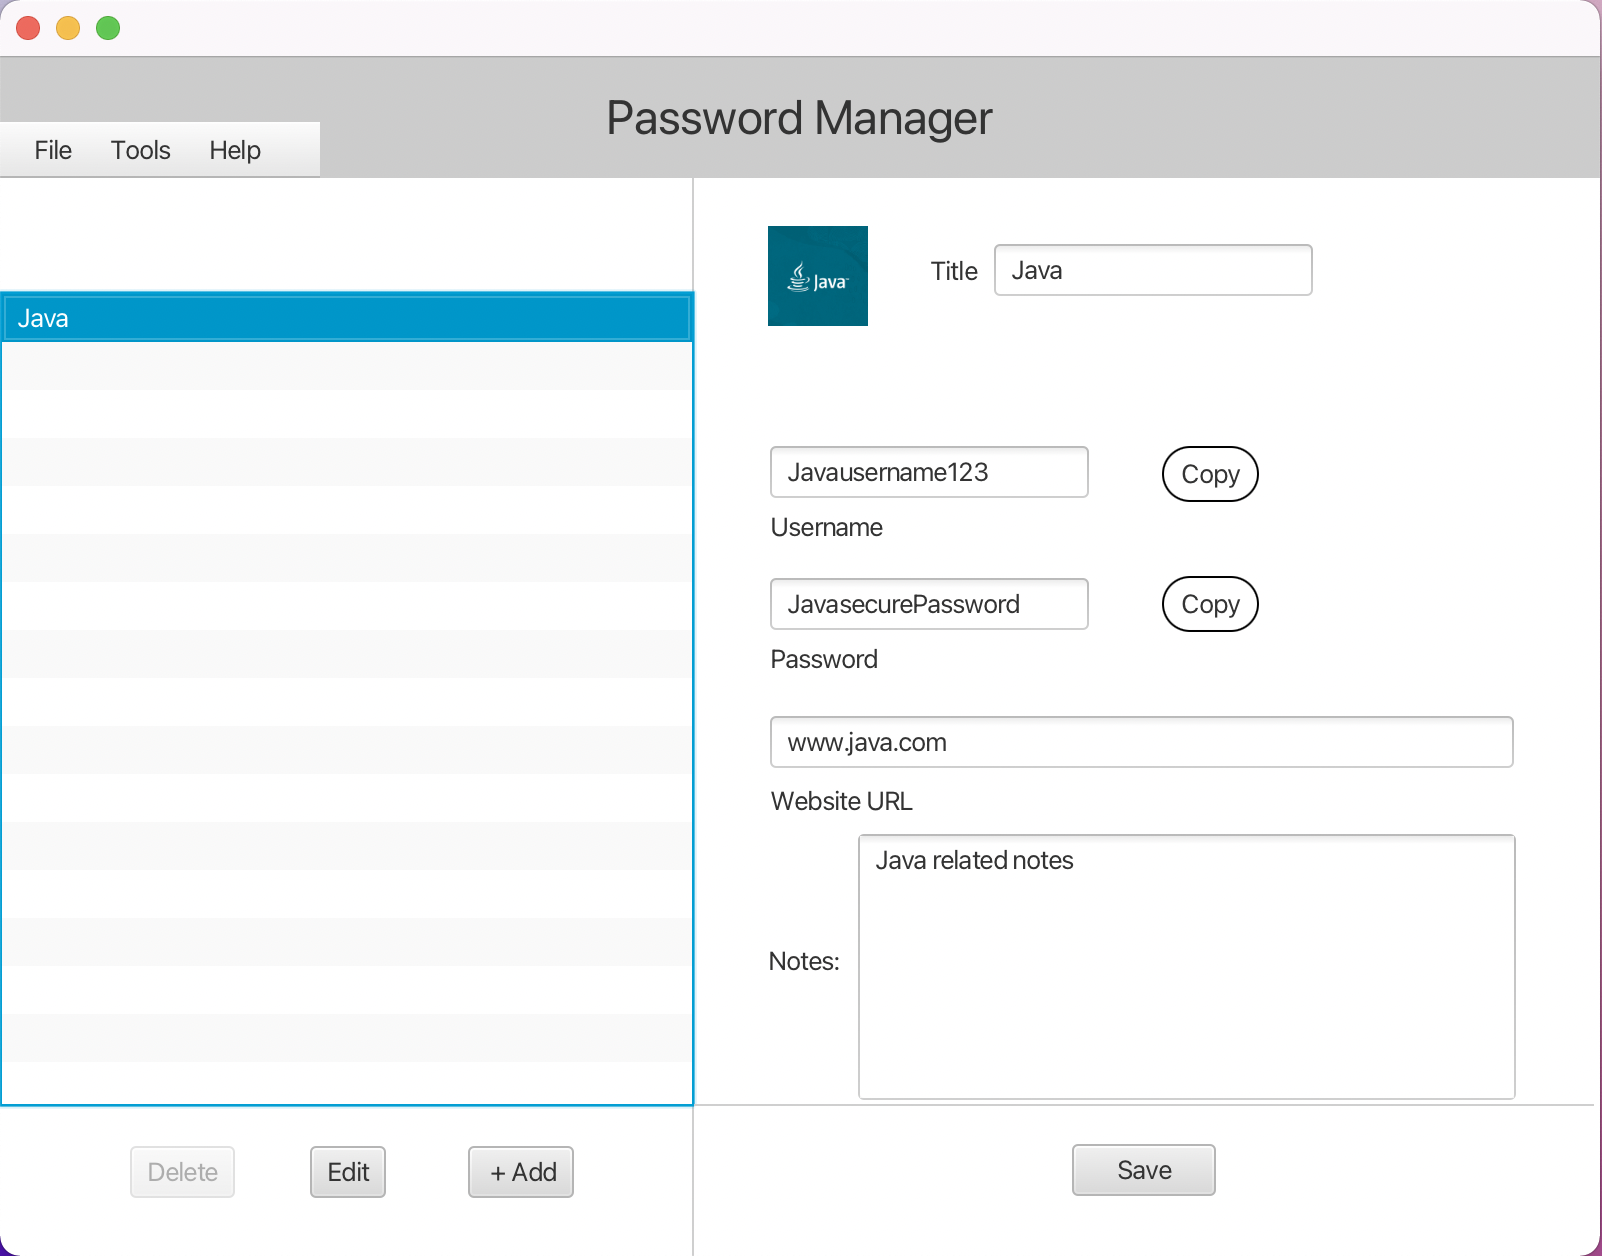 Password Manager
File Tools Help
Java
Java
Title
Java
Javausername123
Copy
Username
JavasecurePassword
Copy
Password
www.java.com
Website URL
Java related notes
Notes:
Delete
Edit
+ Add
Save